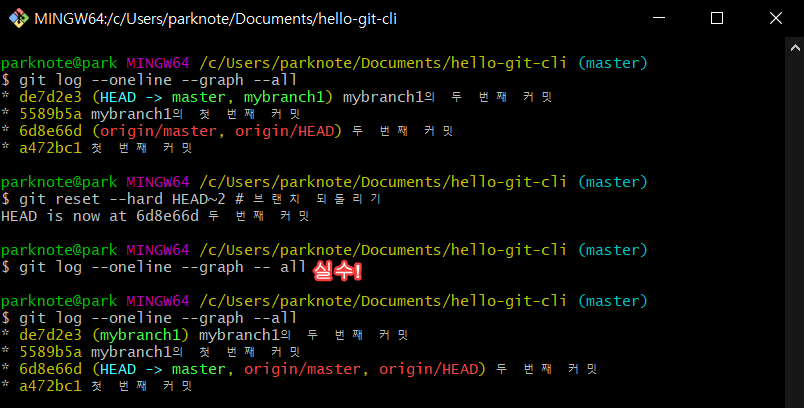 MINGW64:/c/Users/parknote/Documents/hello-git-cli
parknote@park MINGW64 /c/Users/parknote/Documents/hello-git-cli (master)
$ git log --oneline --graph --all
* de7d2e3 (HEAD -> master, mybranch1) mybranch1의 두 번째 커밋
* 5589b5a mybranch1의 첫 번째 커밋
* 6d8e66d (origin/master, origin/HEAD) 두 번째 커밋
* a472bc1 첫 번째 커밋
parknote@park MINGW64 /c/Users/parknote/Documents/hello-git-cli (master)
$ git reset --hard HEAD~2 # 브랜치 되돌리기
HEAD is now at 6d8e66d 두 번째 커밋
parknote@park MINGW64 /c/Users/parknote/Documents/hello-git-cli (master)
$ git log --oneline --graph -- all 실수!
parknote@park MINGW64 /c/Users/parknote/Documents/hello-git-cli (master)
$ git log --oneline --graph --all
* de7d2e3 (mybranch1) mybranch1의 두 번째 커밋
* 5589b5a mybranch1의 첫 번째 커밋
* 6d8e66d (HEAD -> master, origin/master, origin/HEAD) 두 번째 커밋
* a472bc1 첫 번째 커밋